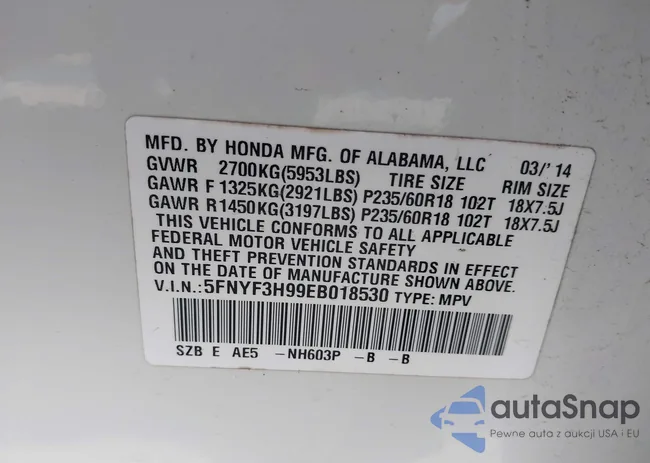 MFD. BY HONDA MFG. OF ALABAMA, LLC 03/'14
GVWR 2700KG(5953LBS) TIRE SIZE RIM SIZE
GAWR F 1325KG(2921LBS) P235/60R18 102T 18X7.5J
GAWR R 1450KG(3197LBS) P235/60R18 102T 18X7.5J
THIS VEHICLE CONFORMS TO ALL APPLICABLE
FEDERAL MOTOR VEHICLE SAFETY
AND THEFT PREVENTION STANDARDS IN EFFECT
ON THE DATE OF MANUFACTURE SHOWN ABOVE.
V.I.N.:5FNYF3H99EB018530 TYPE: MPV
SZB E AE5 -NH603P -B -B
autaSnap
Pewne auta z aukcji USA i EU